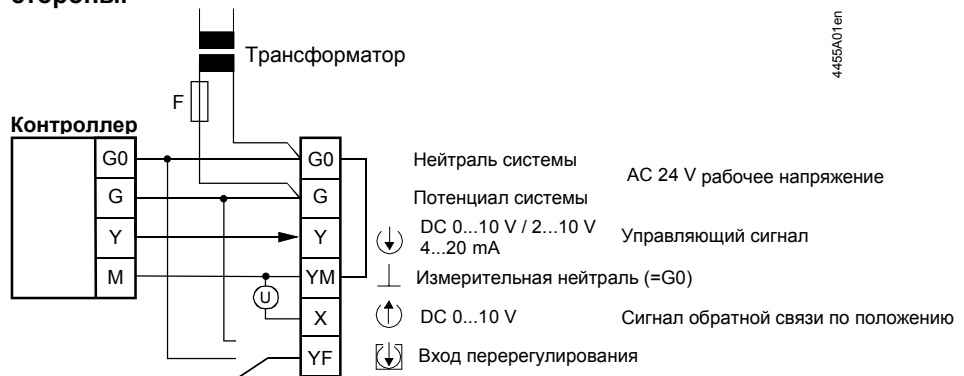 Трансформатор
4455A01en
F
Контроллер
G0 G0 Нейтраль системы
AC 24 V рабочее напряжение
G G Потенциал системы
Y Y DC 0...10 V / 2...10 V
4...20 mA
Управляющий сигнал
M YM Измерительная нейтраль (=G0)
U
X DC 0...10 V Сигнал обратной связи по положению
YF Вход перерегулирования